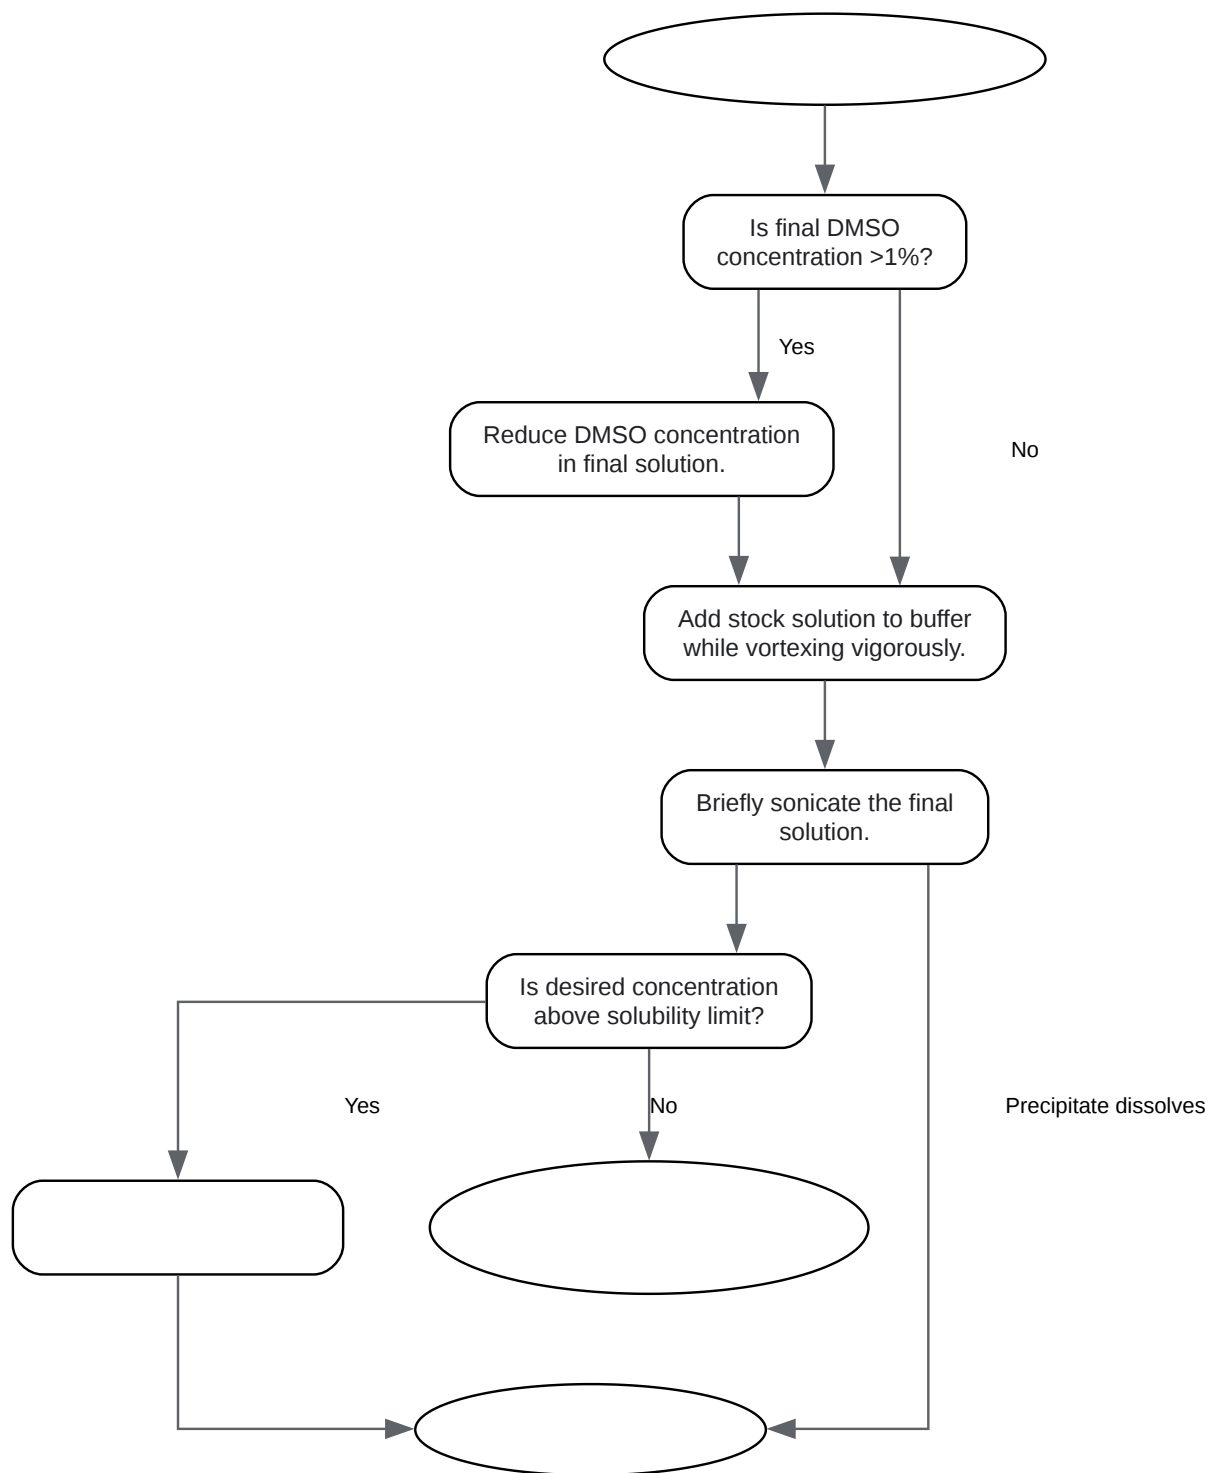 Is final DMSO
concentration >1%?
Yes
Reduce DMSO concentration
in final solution.
No
Add stock solution to buffer
while vortexing vigorously.
Briefly sonicate the final
solution.
Is desired concentration
above solubility limit?
Yes
No
Precipitate dissolves